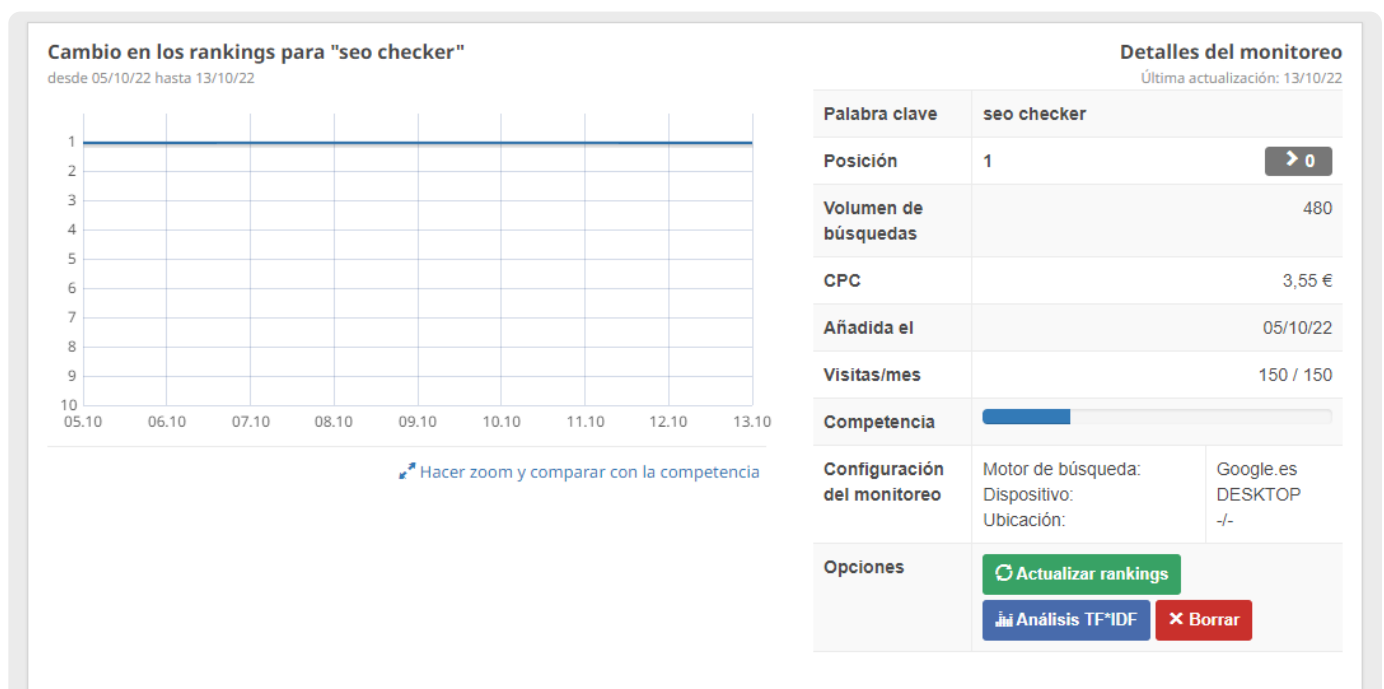 Cambio en los rankings para "seo checker"
desde 05/10/22 hasta 13/10/22
1
2
3
4
5
6
7
8
9
10
05.10 06.10 07.10 08.10 09.10 10.10 11.10 12.10 13.10
Hacer zoom y comparar con la competencia
Detalles del monitoreo
Última actualización: 13/10/22
Palabra clave seo checker
Posición 1 0
Volumen de 480
búsquedas
CPC 3,55 €
Añadida el 05/10/22
Visitas/mes 150 / 150
Competencia
Configuración Motor de búsqueda: Google.es
del monitoreo Dispositivo: DESKTOP
Ubicación: -/-
Opciones Actualizar rankings
Análisis TF*IDF Borrar